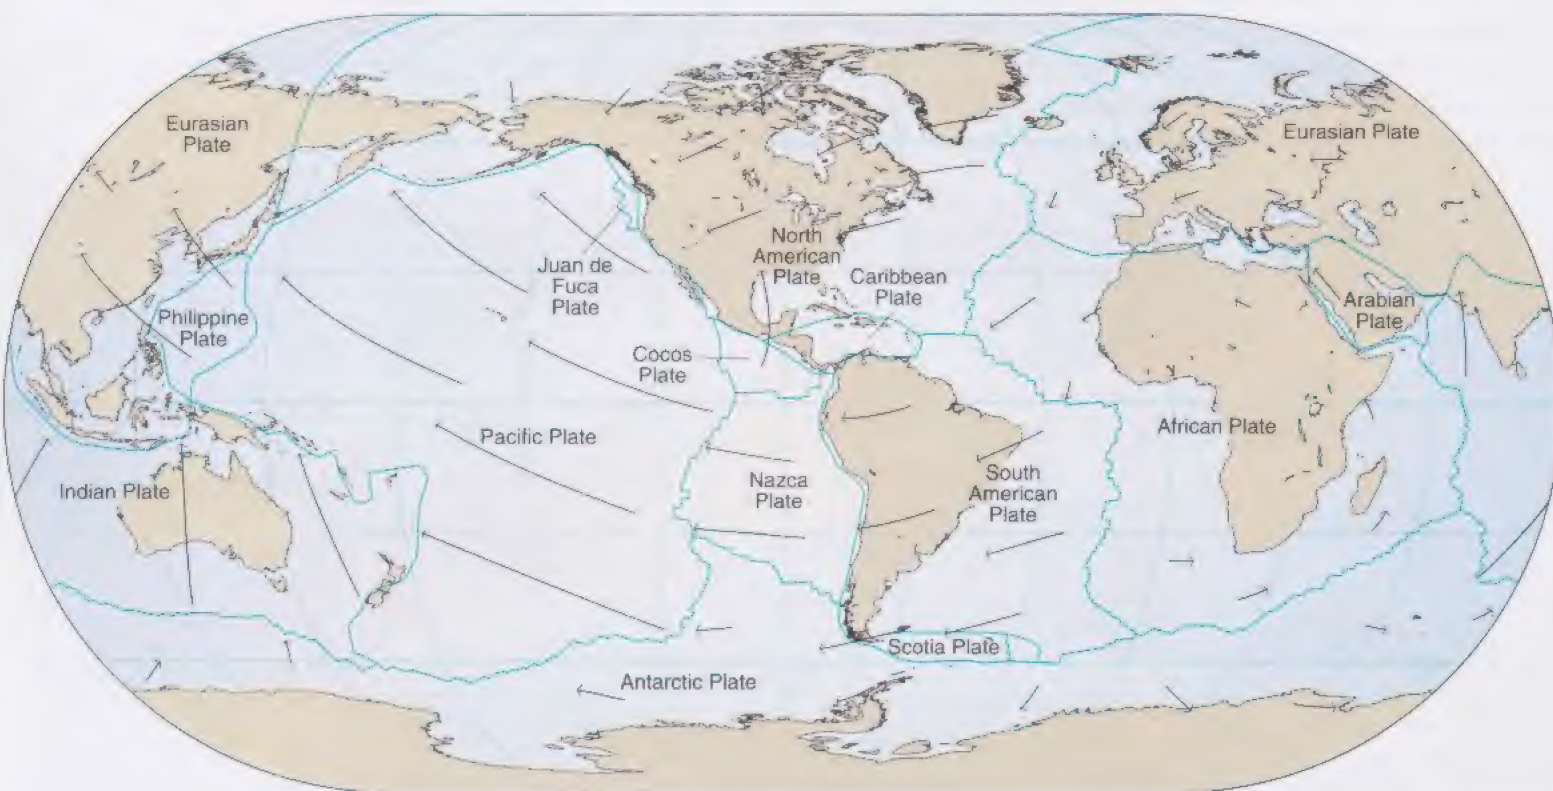 Eurasian
Plate
Eurasian Plate
North
American
Plate
Juan de
Fuca
Plate
Caribbean
Plate
Arabian
Plate
Philippine
Plate
Cocos
Plate
Pacific Plate
African Plate
Indian Plate
Nazca
Plate
South
American
Plate
Scotia Plate
Antarctic Plate